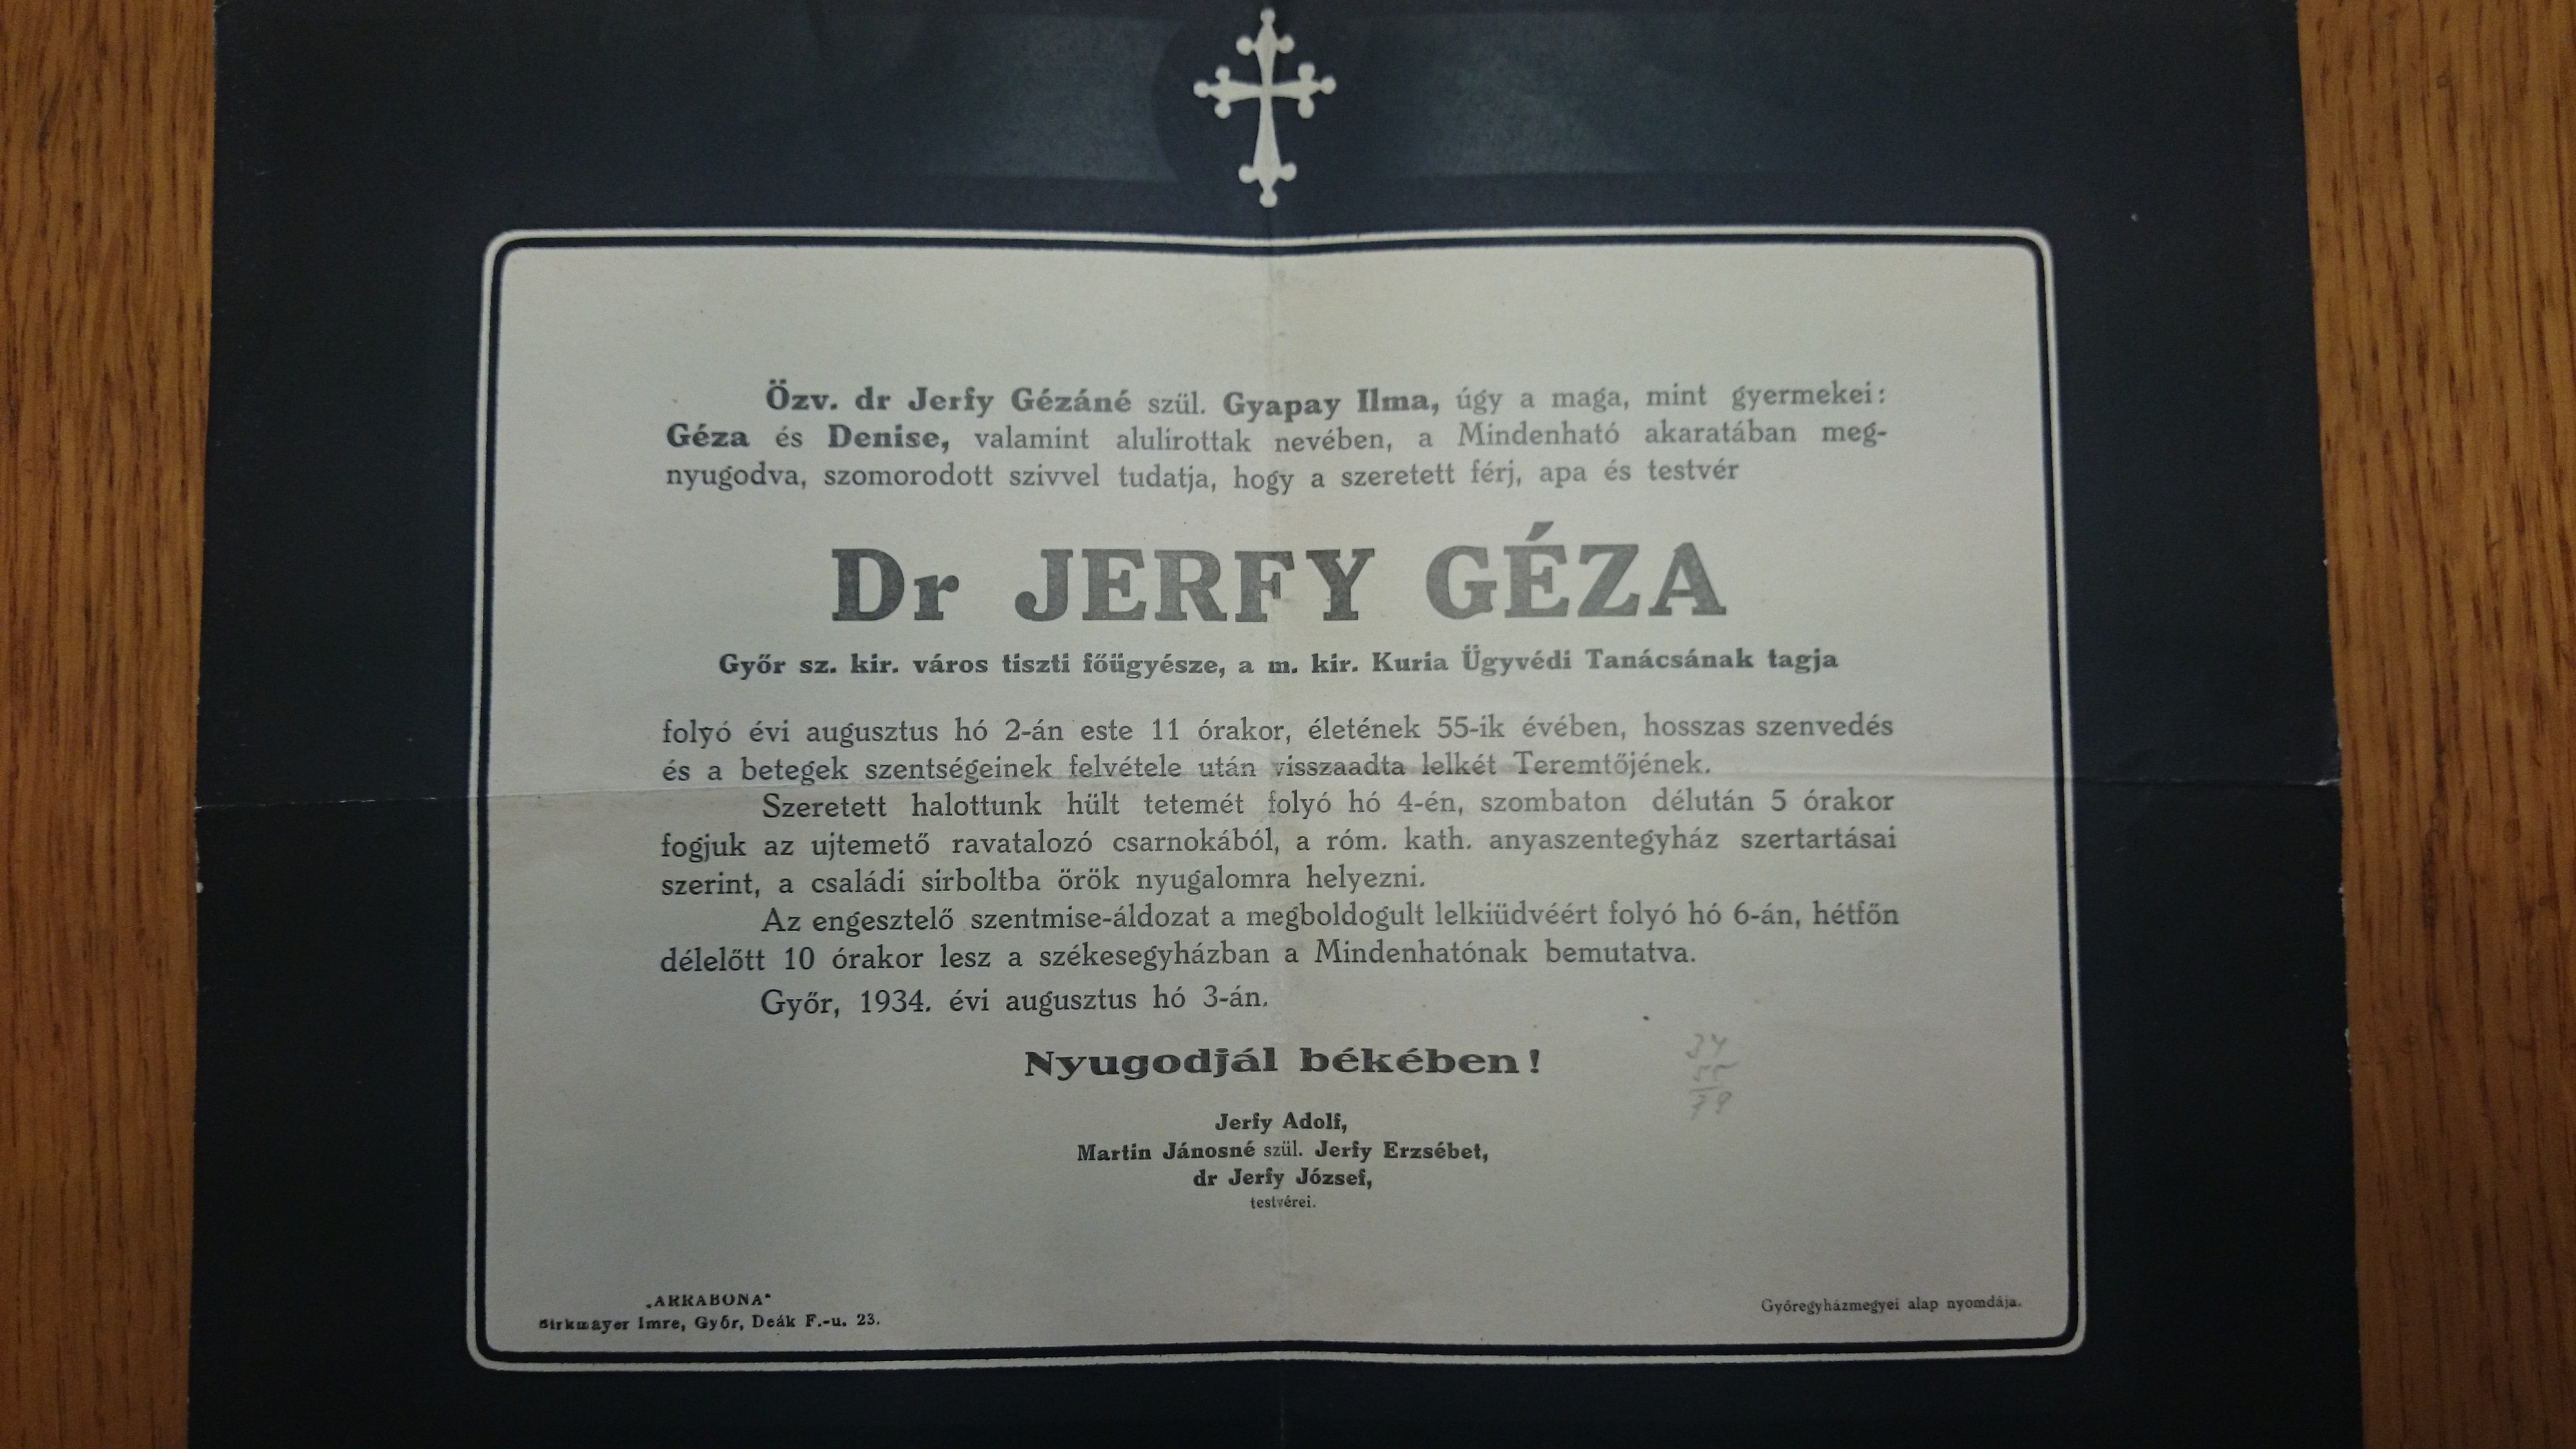 Özv. dr Jerfy Gézáné szül. Gyapay Ilma, úgy a maga, mint gyermekei:
Géza és Denise, valamint alulirottak nevében, a Mindenható akaratában meg-
nyugodva, szomorodott szivvel tudatja, hogy a szeretett férj, apa és testvér
Dr JERFY GÉZA
Győr sz. kir. város tiszti főügyésze, a m. kir. Kuria Ügyvédi Tanácsának tagja
folyó évi augusztus hó 2-án este 11 órakor, életének 55-ik évében, hosszas szenvedés
és a betegek szentségeinek felvétele után visszaadta lelkét Teremtőjének.
Szeretett halottunk hült tetemét folyó hó 4-én, szombaton délután 5 órakor
fogjuk az ujtemető ravatalozó csarnokából, a róm. kath. anyaszentegyház szertartásai
szerint, a családi sirboltba örök nyugalomra helyezni.
Az engesztelő szentmise-áldozat a megboldogult lelkiüdvéért folyó hó 6-án, hétfőn
délelőtt 10 órakor lesz a székesegyházban a Mindenhatónak bemutatva.
Győr, 1934. évi augusztus hó 3-án.
Nyugodjál békében!
34
55
79
Jerfy Adolf,
Martin Jánosné szül. Jerfy Erzsébet,
dr Jerfy József,
testvérei.
„ARRABONA"
Birkmayer Imre, Győr, Deák F.-u. 23.
Győregyházmegyei alap nyomdája.